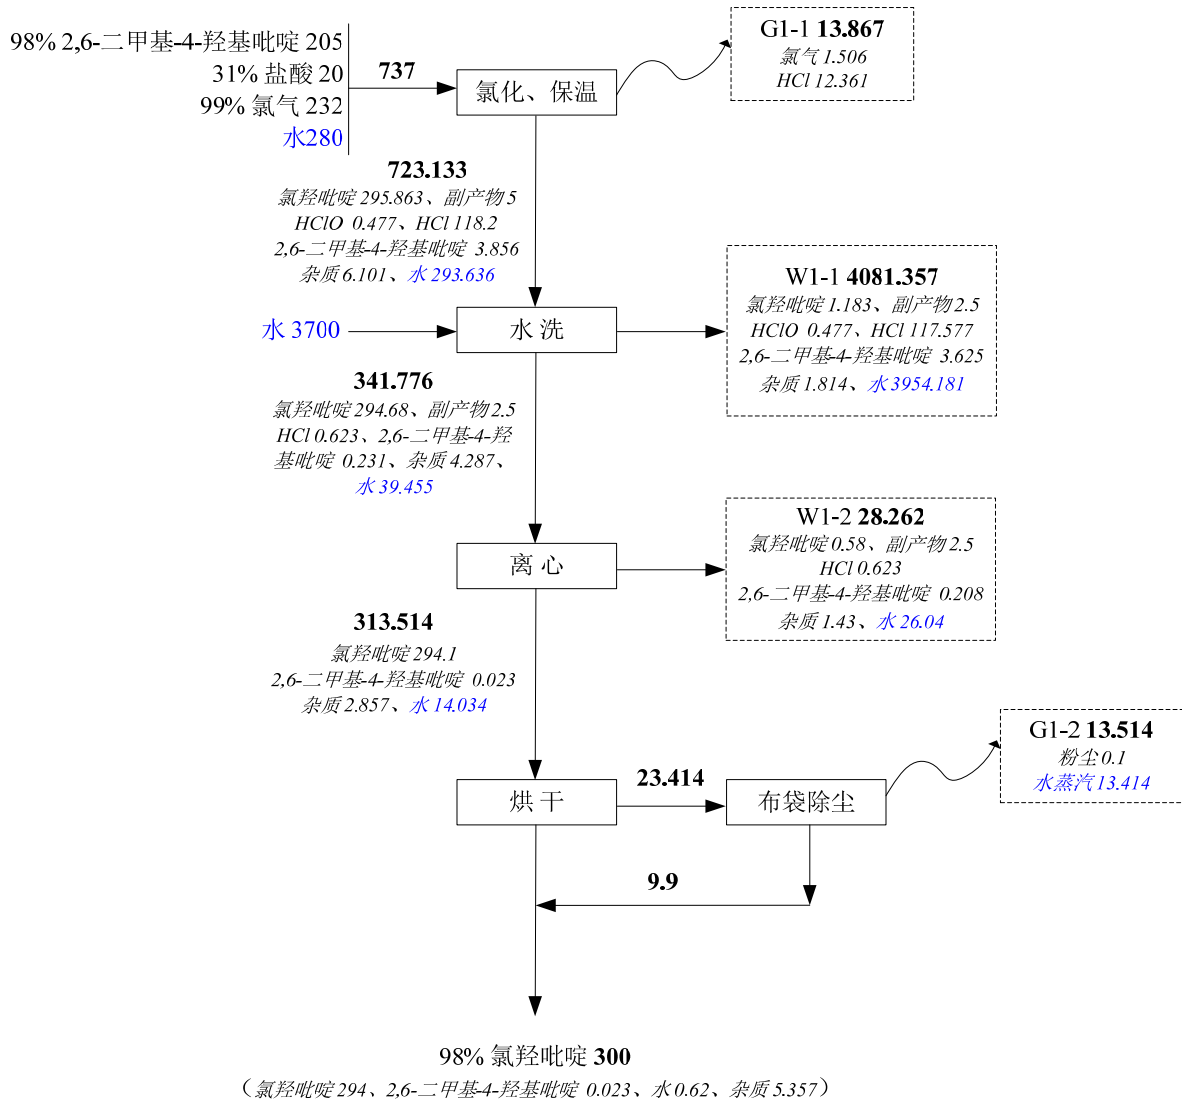 98% 2,6-二甲基-4-羟基吡啶 205
31% 盐酸 20
99% 氯气 232
水280
737
氯化、保温
G1-1 13.867
氯气 1.506
HCl 12.361
723.133
氯羟吡啶 295.863、副产物 5
HClO 0.477、HCl 118.2
2,6-二甲基-4-羟基吡啶 3.856
杂质 6.101、水 293.636
水 3700
水 洗
W1-1 4081.357
氯羟吡啶 1.183、副产物 2.5
HClO 0.477、HCl 117.577
2,6-二甲基-4-羟基吡啶 3.625
杂质 1.814、水 3954.181
341.776
氯羟吡啶 294.68、副产物 2.5
HCl 0.623、2,6-二甲基-4-羟
基吡啶 0.231、杂质 4.287、
水 39.455
离 心
W1-2 28.262
氯羟吡啶 0.58、副产物 2.5
HCl 0.623
2,6-二甲基-4-羟基吡啶 0.208
杂质 1.43、水 26.04
313.514
氯羟吡啶 294.1
2,6-二甲基-4-羟基吡啶 0.023
杂质 2.857、水 14.034
烘 干
23.414
布袋除尘
G1-2 13.514
粉尘 0.1
水蒸汽 13.414
9.9
98% 氯羟吡啶 300
（氯羟吡啶 294、2,6-二甲基-4-羟基吡啶 0.023、水 0.62、杂质 5.357）